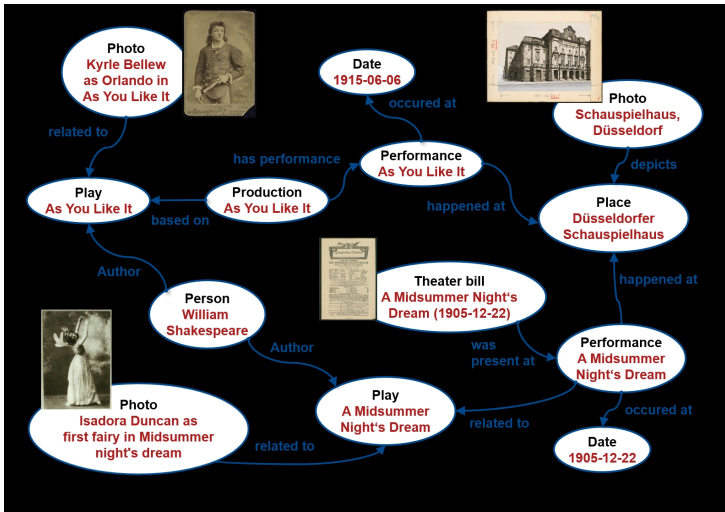 Photo
Kyrle Bellew
as Orlando in
As You Like It
Date
1915-06-06
Photo
Schauspielhaus,
Düsseldorf
related to
occured at
has performance
Performance
As You Like It
depicts
Play
As You Like It
based on
Production
As You Like It
happened at
Place
Düsseldorfer
Schauspielhaus
Author
Person
William
Shakespeare
Theater bill
A Midsummer Night‘s
Dream (1905-12-22)
happened at
was
present at
Performance
A Midsummer
Night‘s Dream
Author
Photo
Isadora Duncan as
first fairy in Midsummer
night's dream
related to
Play
A Midsummer
Night‘s Dream
related to
occured at
Date
1905-12-22